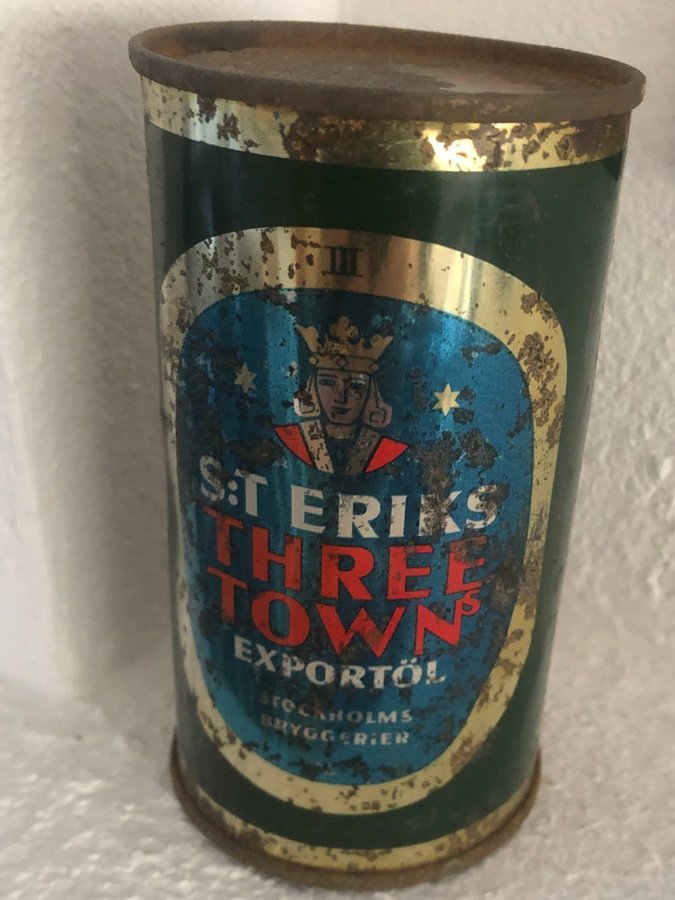 III
S:T ERIKS
THREE
TOWNS
EXPORTÖL
STOCKHOLMS
BRYGGERIER